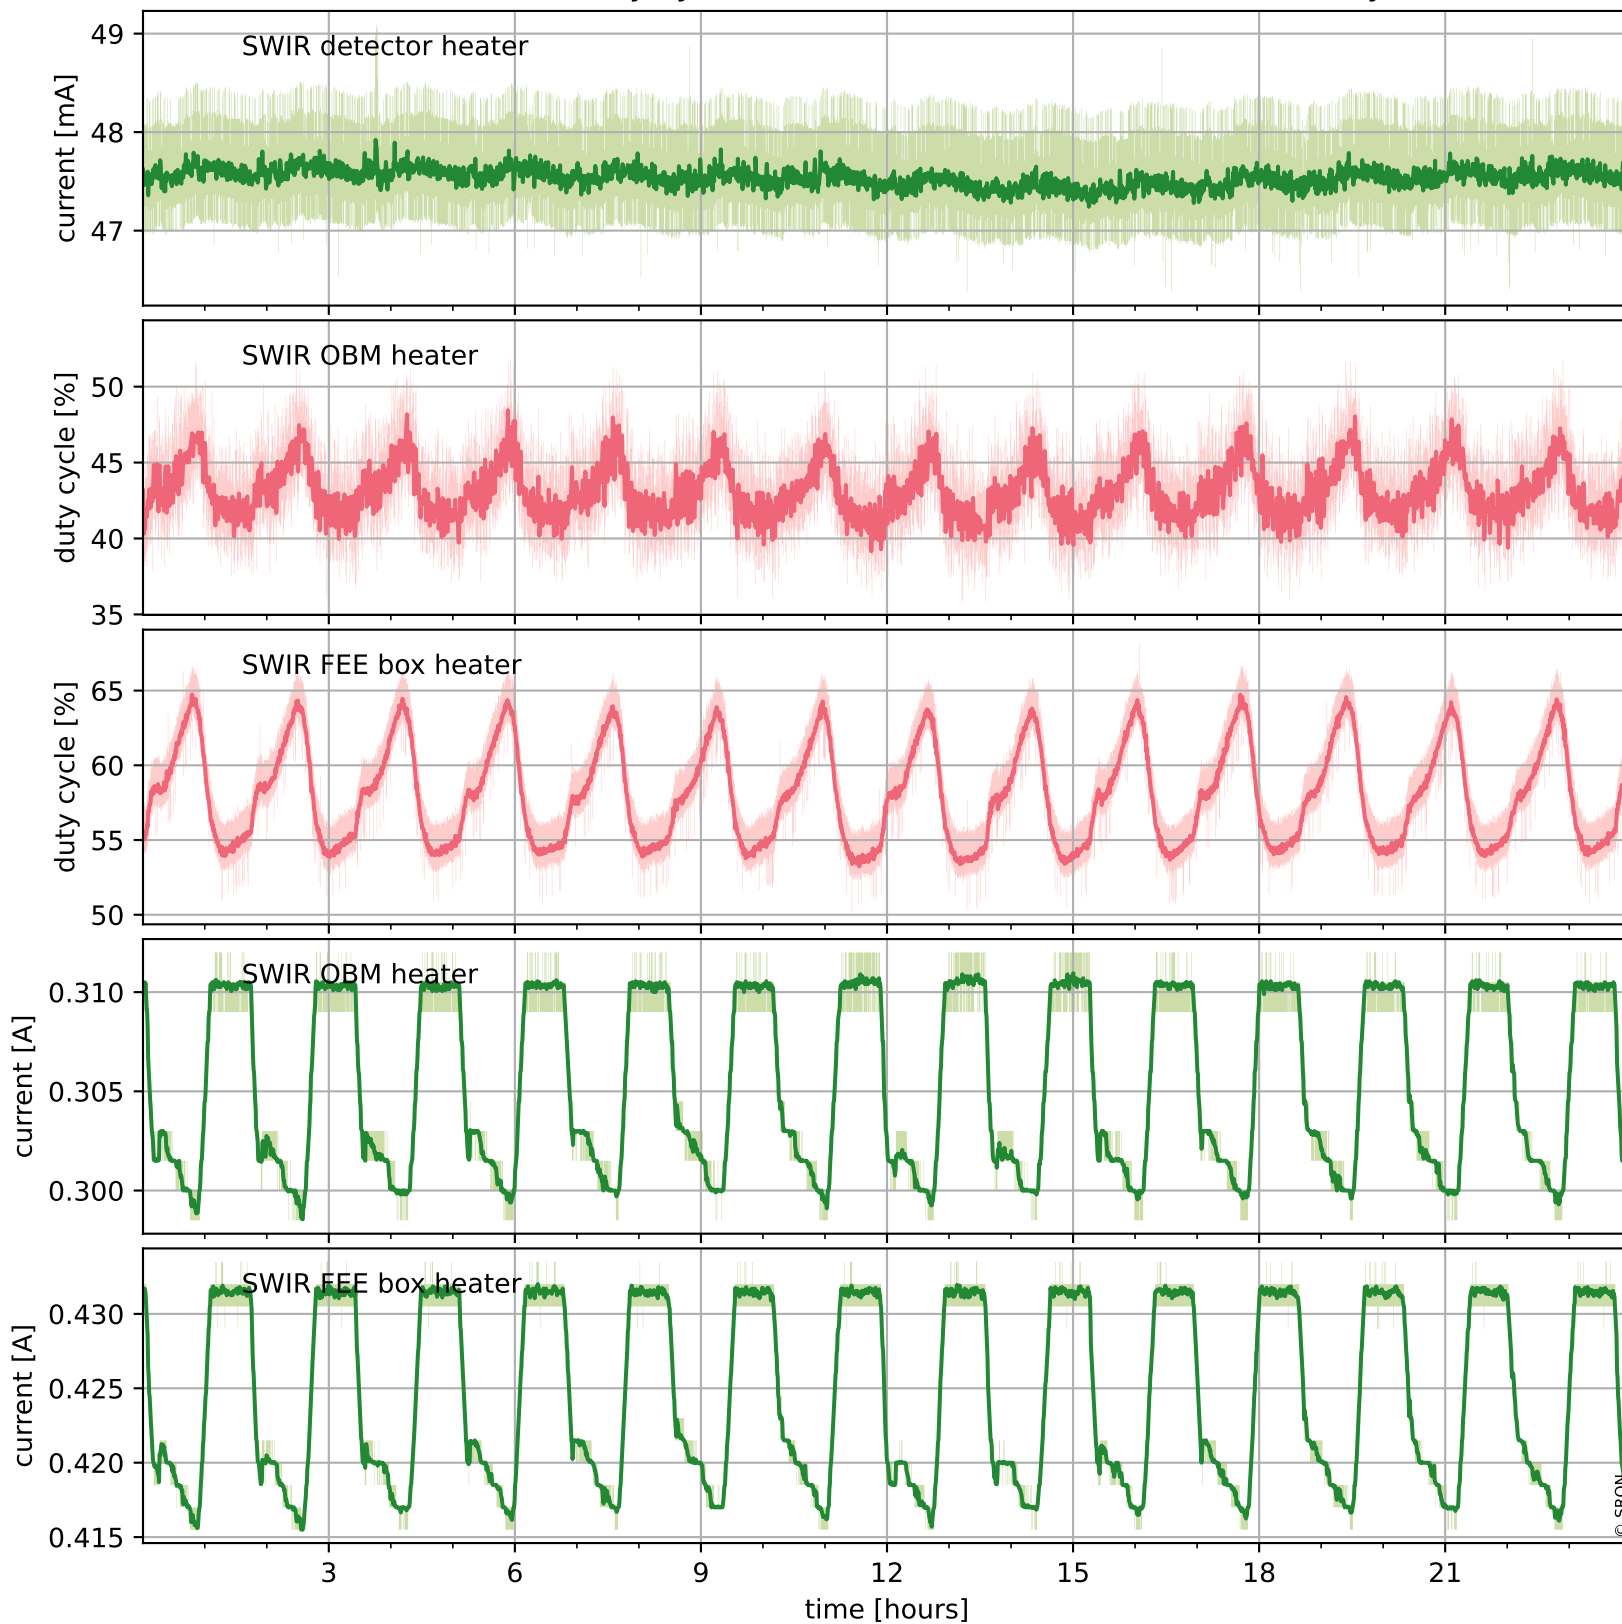 SWIR detector heater
current [mA]
49
48
47
SWIR OBM heater
duty cycle [%]
50
45
40
35
SWIR FEE box heater
duty cycle [%]
65
60
55
50
SWIR OBM heater
current [A]
0.310
0.305
0.300
SWIR FEE box heater
current [A]
0.430
0.425
0.420
0.415
© SRON
3 6 9 12 15 18 21
time [hours]